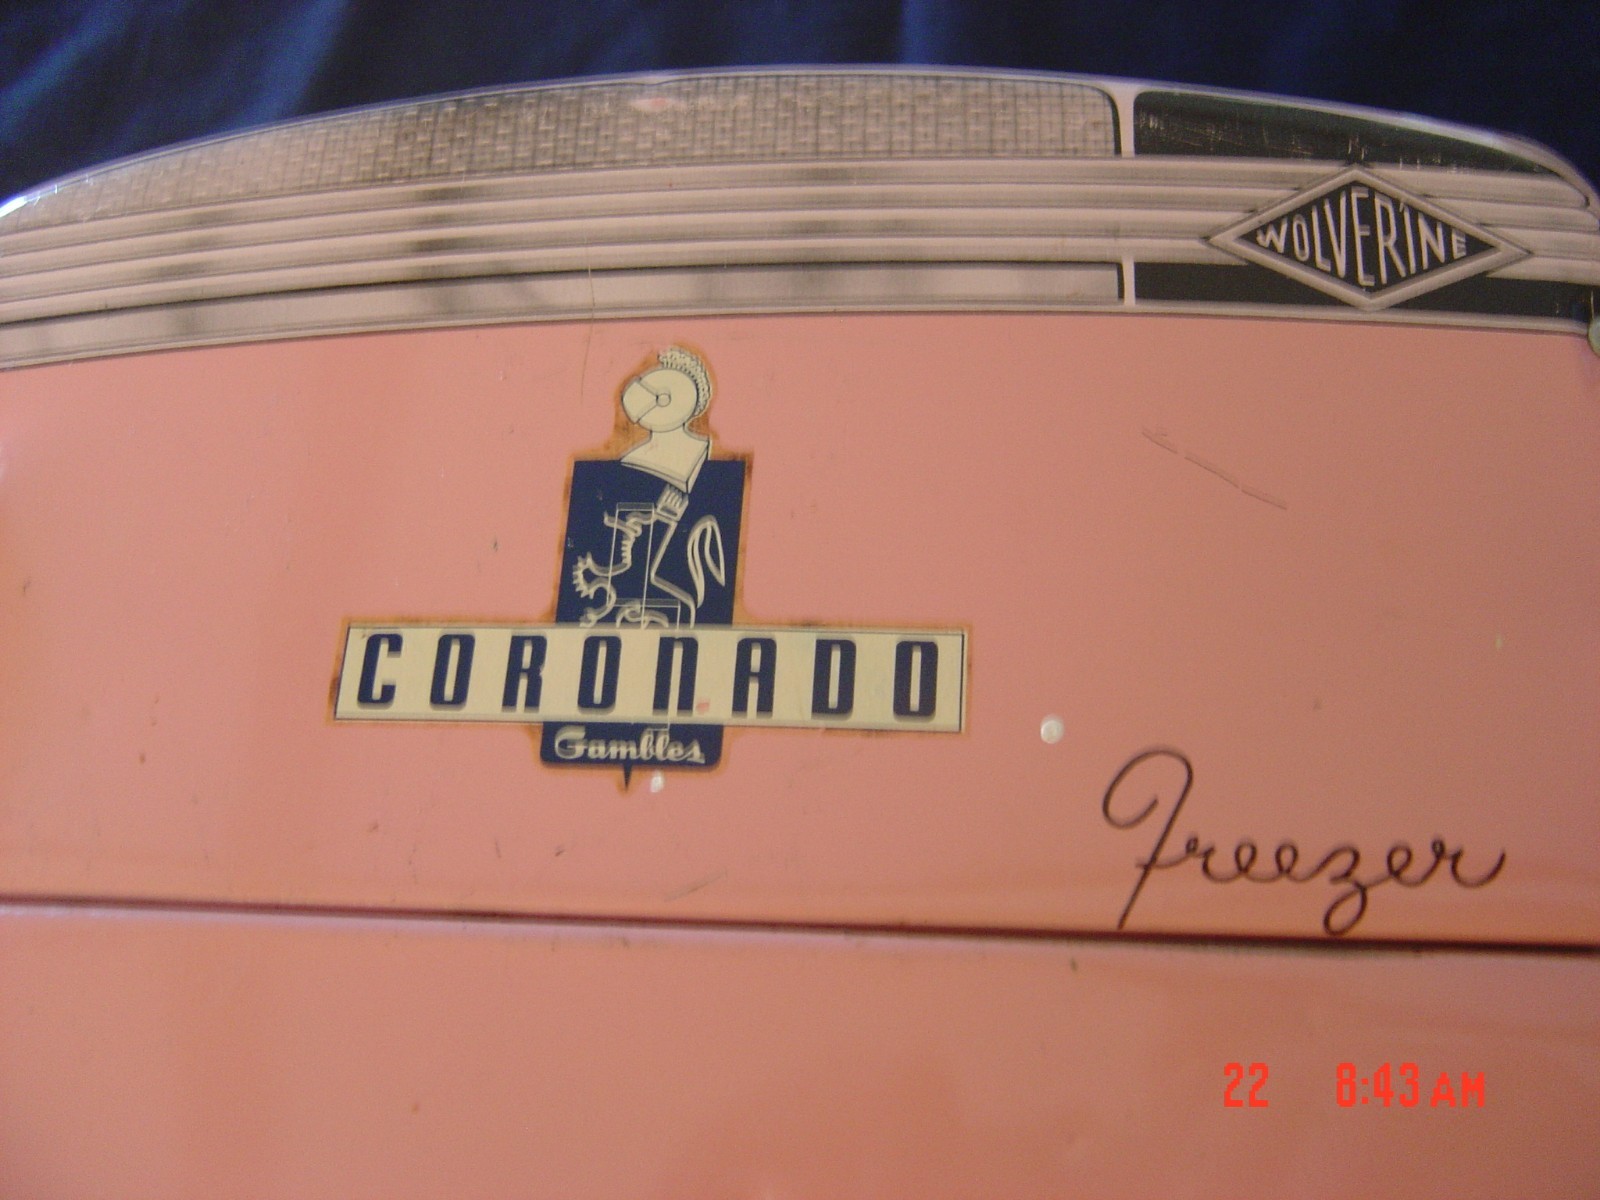 WOLVERINE
CORONADO
Gambles
Freezer
22 8:43 AM